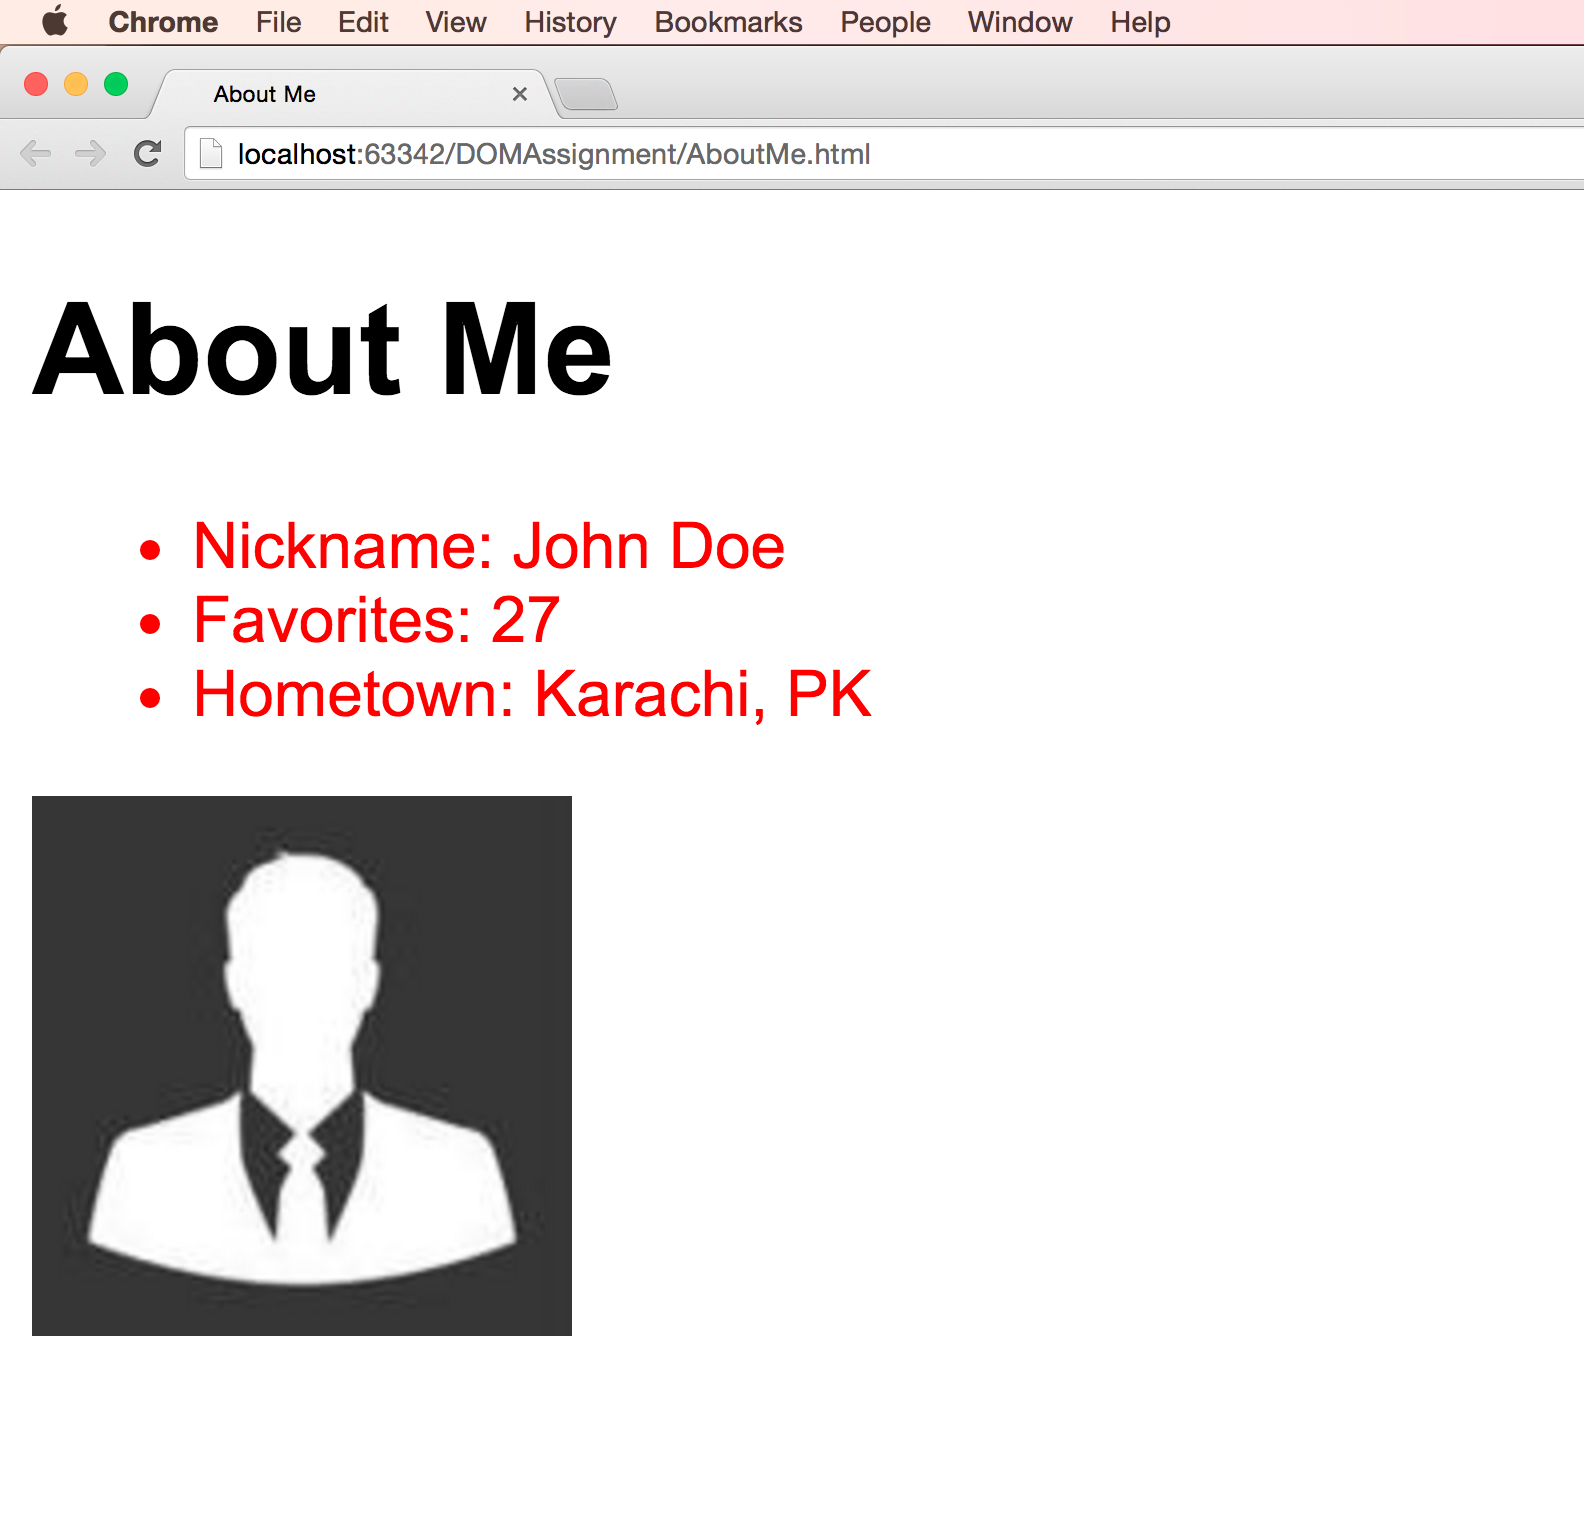 Chrome File Edit View History Bookmarks People Window Help
About Me
localhost:63342/DOMAssignment/AboutMe.html
About Me
• Nickname: John Doe
• Favorites: 27
• Hometown: Karachi, PK